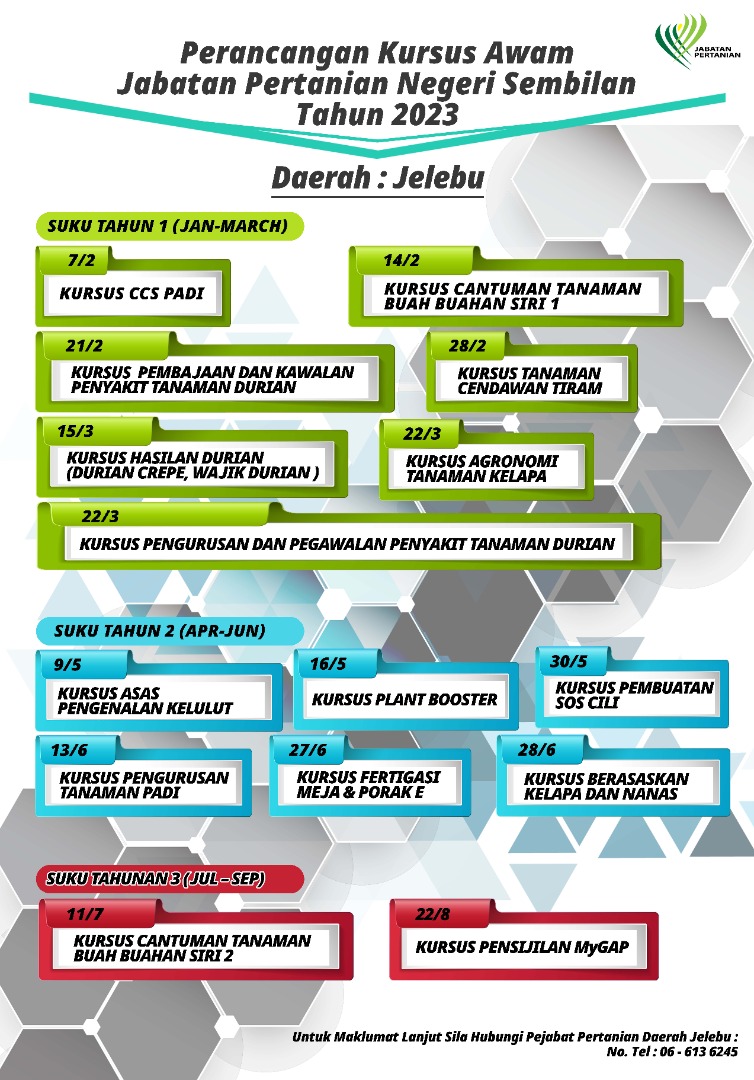 JABATAN
PERTANIAN
Perancangan Kursus Awam
Jabatan Pertanian Negeri Sembilan
Tahun 2023
Daerah : Jelebu
SUKU TAHUN 1 (JAN-MARCH)
7/2
KURSUS CCS PADI
14/2
KURSUS CANTUMAN TANAMAN
BUAH BUAHAN SIRI 1
21/2
KURSUS PEMBAJAAN DAN KAWALAN
PENYAKIT TANAMAN DURIAN
28/2
KURSUS TANAMAN
CENDAWAN TIRAM
15/3
KURSUS HASILAN DURIAN
(DURIAN CREPE, WAJIK DURIAN )
22/3
KURSUS AGRONOMI
TANAMAN KELAPA
22/3
KURSUS PENGURUSAN DAN PEGAWALAN PENYAKIT TANAMAN DURIAN
SUKU TAHUN 2 (APR-JUN)
9/5
KURSUS ASAS
PENGENALAN KELULUT
16/5
KURSUS PLANT BOOSTER
30/5
KURSUS PEMBUATAN
SOS CILI
13/6
KURSUS PENGURUSAN
TANAMAN PADI
27/6
KURSUS FERTIGASI
MEJA & PORAK E
28/6
KURSUS BERASASKAN
KELAPA DAN NANAS
SUKU TAHUNAN 3 (JUL – SEP)
11/7
KURSUS CANTUMAN TANAMAN
BUAH BUAHAN SIRI 2
22/8
KURSUS PENSIJILAN MyGAP
Untuk Maklumat Lanjut Sila Hubungi Pejabat Pertanian Daerah Jelebu :
No. Tel : 06 - 613 6245